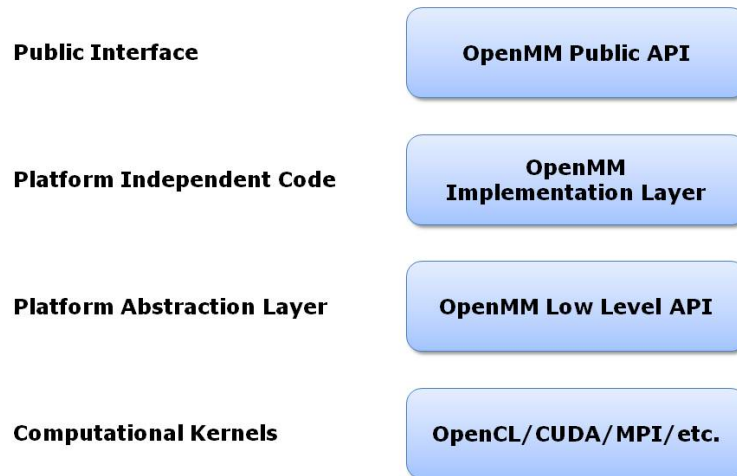 Public Interface
OpenMM Public API
Platform Independent Code
OpenMM
Implementation Layer
Platform Abstraction Layer
OpenMM Low Level API
Computational Kernels
OpenCL/CUDA/MPI/etc.